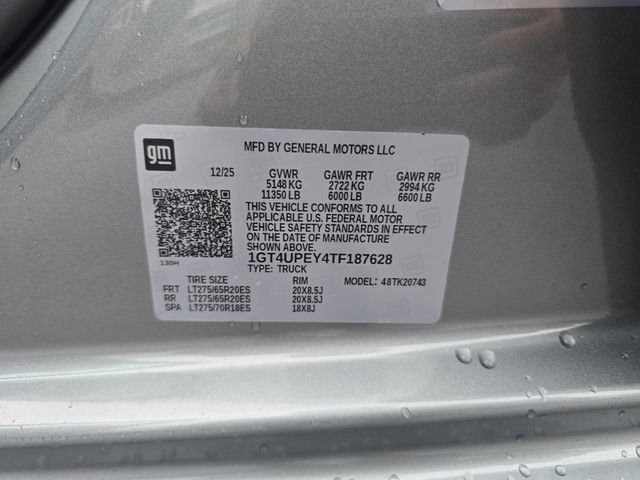 gm
MFD BY GENERAL MOTORS LLC
12/25 GVWR GAWR FRT GAWR RR
5148 KG 2722 KG 2994 KG
11350 LB 6000 LB 6600 LB
THIS VEHICLE CONFORMS TO ALL
APPLICABLE U.S. FEDERAL MOTOR
VEHICLE SAFETY STANDARDS IN EFFECT
ON THE DATE OF MANUFACTURE
SHOWN ABOVE.
130H
1GT4UPEY4TF187628
TYPE: TRUCK
TIRE SIZE RIM MODEL: 48TK20743
FRT LT275/65R20ES 20X8.5J
RR LT275/65R20ES 20X8.5J
SPA LT275/70R18ES 18X8J